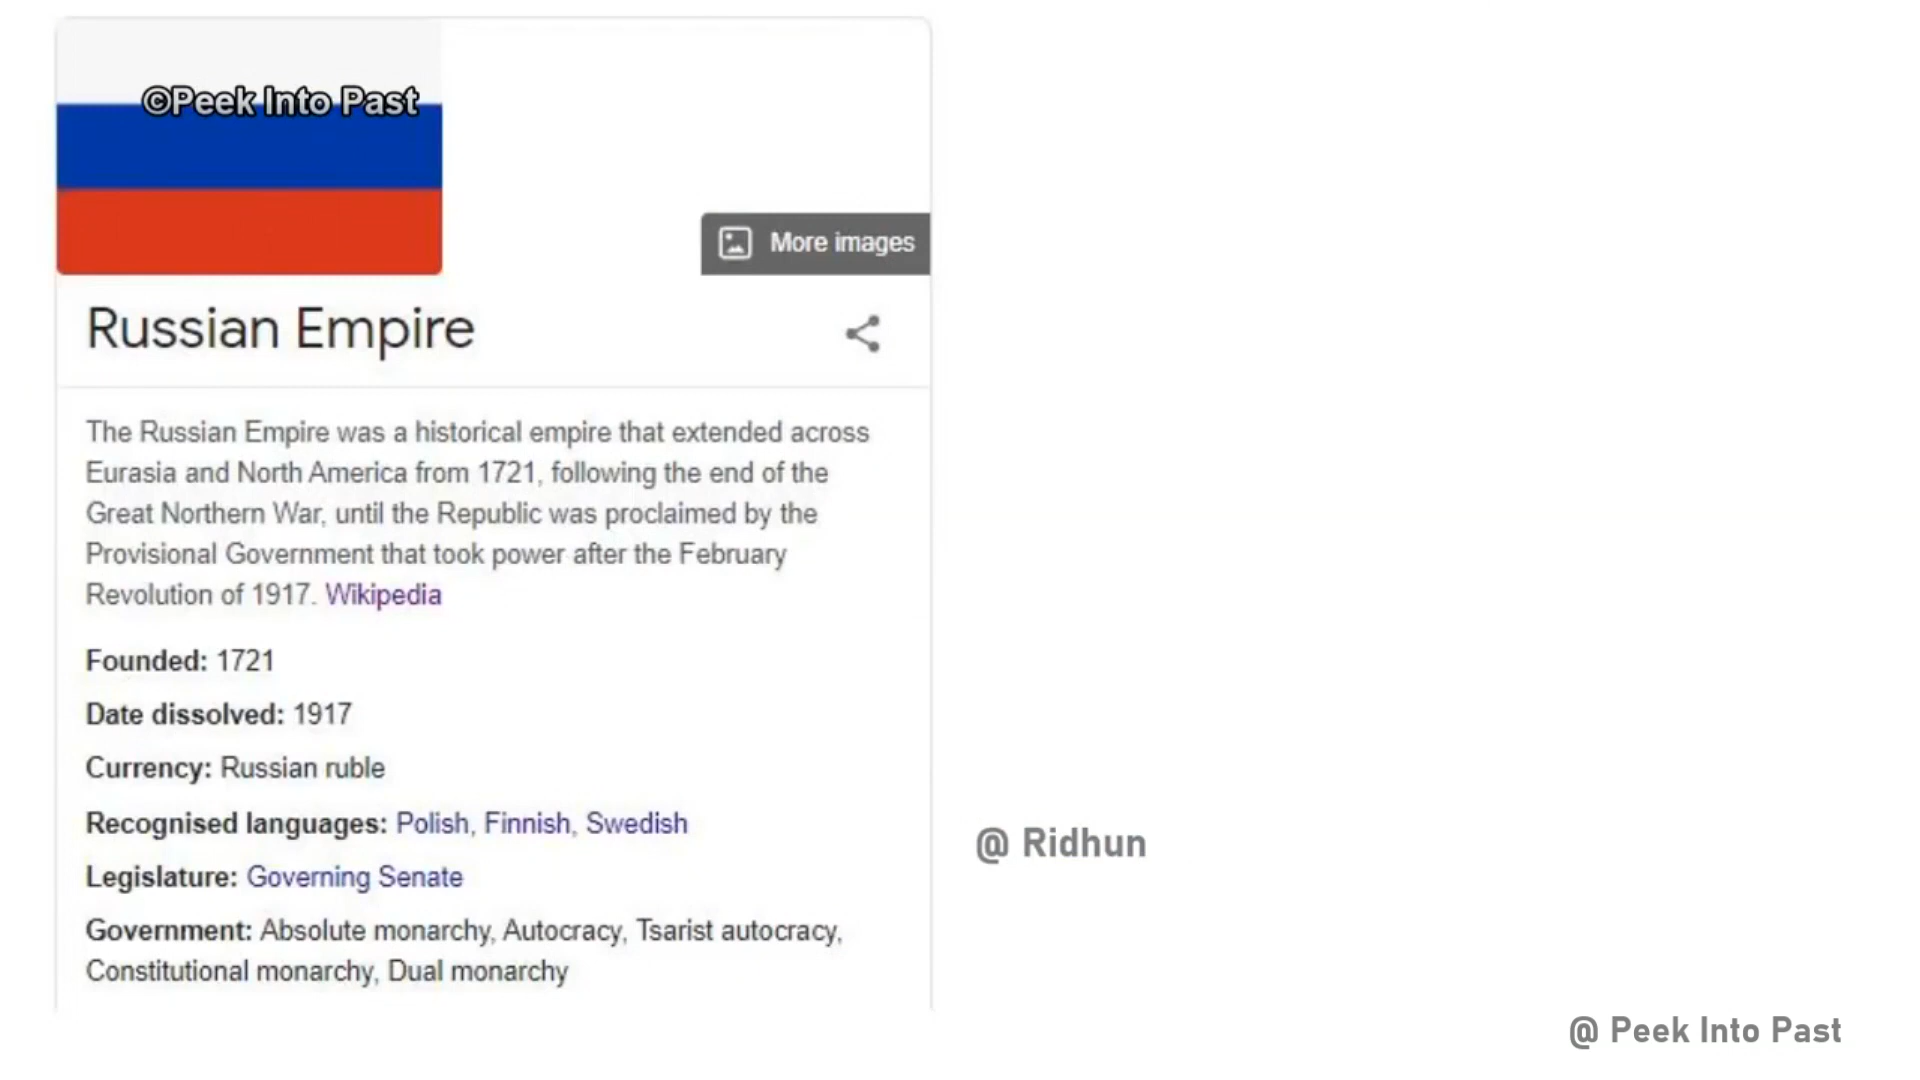 ©Peek Into Past
More images
Russian Empire
The Russian Empire was a historical empire that extended across
Eurasia and North America from 1721, following the end of the
Great Northern War, until the Republic was proclaimed by the
Provisional Government that took power after the February
Revolution of 1917. Wikipedia
Founded: 1721
Date dissolved: 1917
Currency: Russian ruble
Recognised languages: Polish, Finnish, Swedish
Legislature: Governing Senate
Government: Absolute monarchy, Autocracy, Tsarist autocracy,
Constitutional monarchy, Dual monarchy
@ Ridhun
@ Peek Into Past